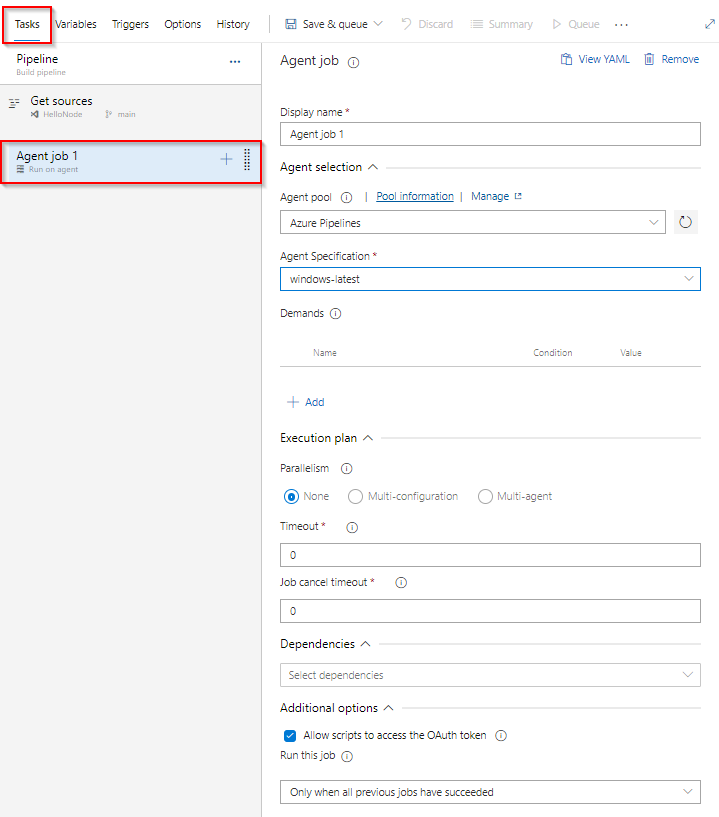 Tasks Variables Triggers Options History Save & queue Discard Summary Queue ...
Pipeline ...
Build pipeline
Get sources
HelloNode main
Agent job 1
Run on agent
Agent job View YAML Remove
Display name *
Agent job 1
Agent selection
Agent pool | Pool information | Manage
Azure Pipelines
Agent Specification *
windows-latest
Demands
Name Condition Value
Add
Execution plan
Parallelism
None Multi-configuration Multi-agent
Timeout *
0
Job cancel timeout *
0
Dependencies
Select dependencies
Additional options
Allow scripts to access the OAuth token
Run this job
Only when all previous jobs have succeeded